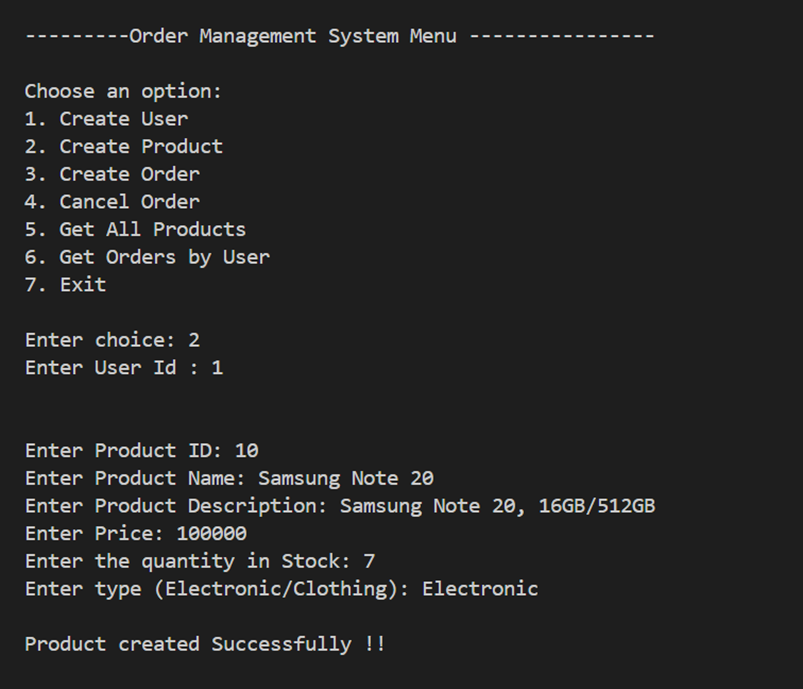 ---------Order Management System Menu ----------------
Choose an option:
1. Create User
2. Create Product
3. Create Order
4. Cancel Order
5. Get All Products
6. Get Orders by User
7. Exit
Enter choice: 2
Enter User Id : 1
Enter Product ID: 10
Enter Product Name: Samsung Note 20
Enter Product Description: Samsung Note 20, 16GB/512GB
Enter Price: 100000
Enter the quantity in Stock: 7
Enter type (Electronic/Clothing): Electronic
Product created Successfully !!